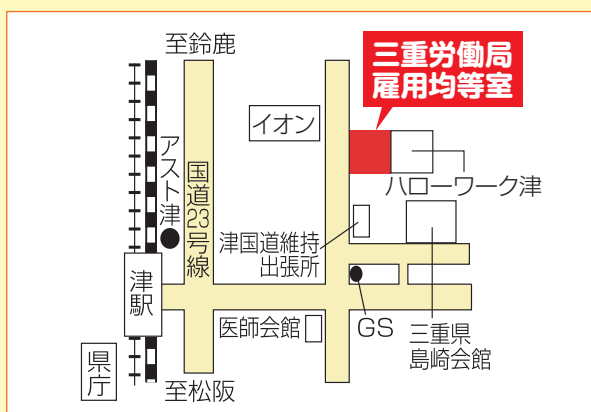 至鈴鹿
三重労働局
雇用均等室
イオン
アスト津
国道23号線
ハローワーク津
津国道維持
出張所
津駅
医師会館
GS
三重県
島崎会館
県庁
至松阪